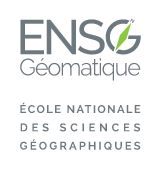 ENSG
Géomatique
ÉCOLE NATIONALE
DES SCIENCES
GÉOGRAPHIQUES